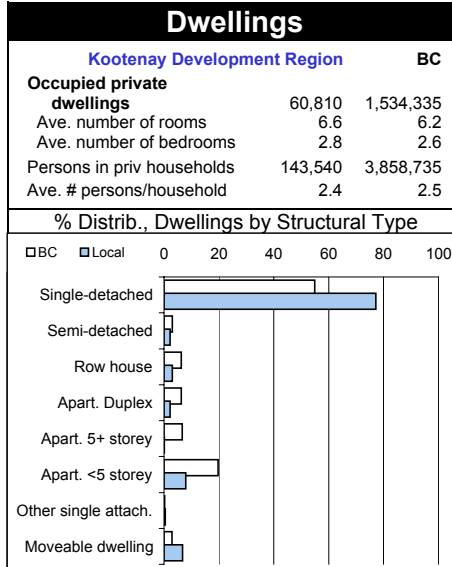 Dwellings
Kootenay Development Region BC
Occupied private
dwellings 60,810 1,534,335
Ave. number of rooms 6.6 6.2
Ave. number of bedrooms 2.8 2.6
Persons in priv households 143,540 3,858,735
Ave. # persons/household 2.4 2.5
% Distrib., Dwellings by Structural Type
BC Local 0 20 40 60 80 100
Single-detached
Semi-detached
Row house
Apart. Duplex
Apart. 5+ storey
Apart. <5 storey
Other single attach.
Moveable dwelling